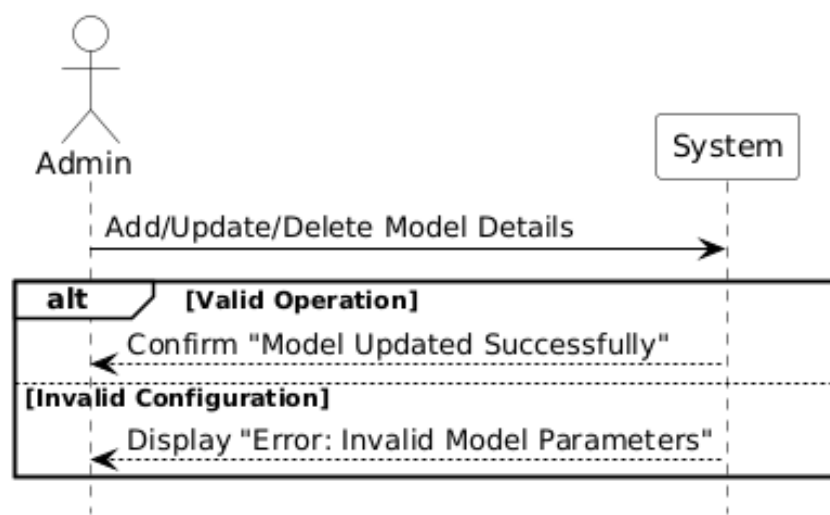 Admin
System
Add/Update/Delete Model Details
alt [Valid Operation]
Confirm "Model Updated Successfully"
[Invalid Configuration]
Display "Error: Invalid Model Parameters"